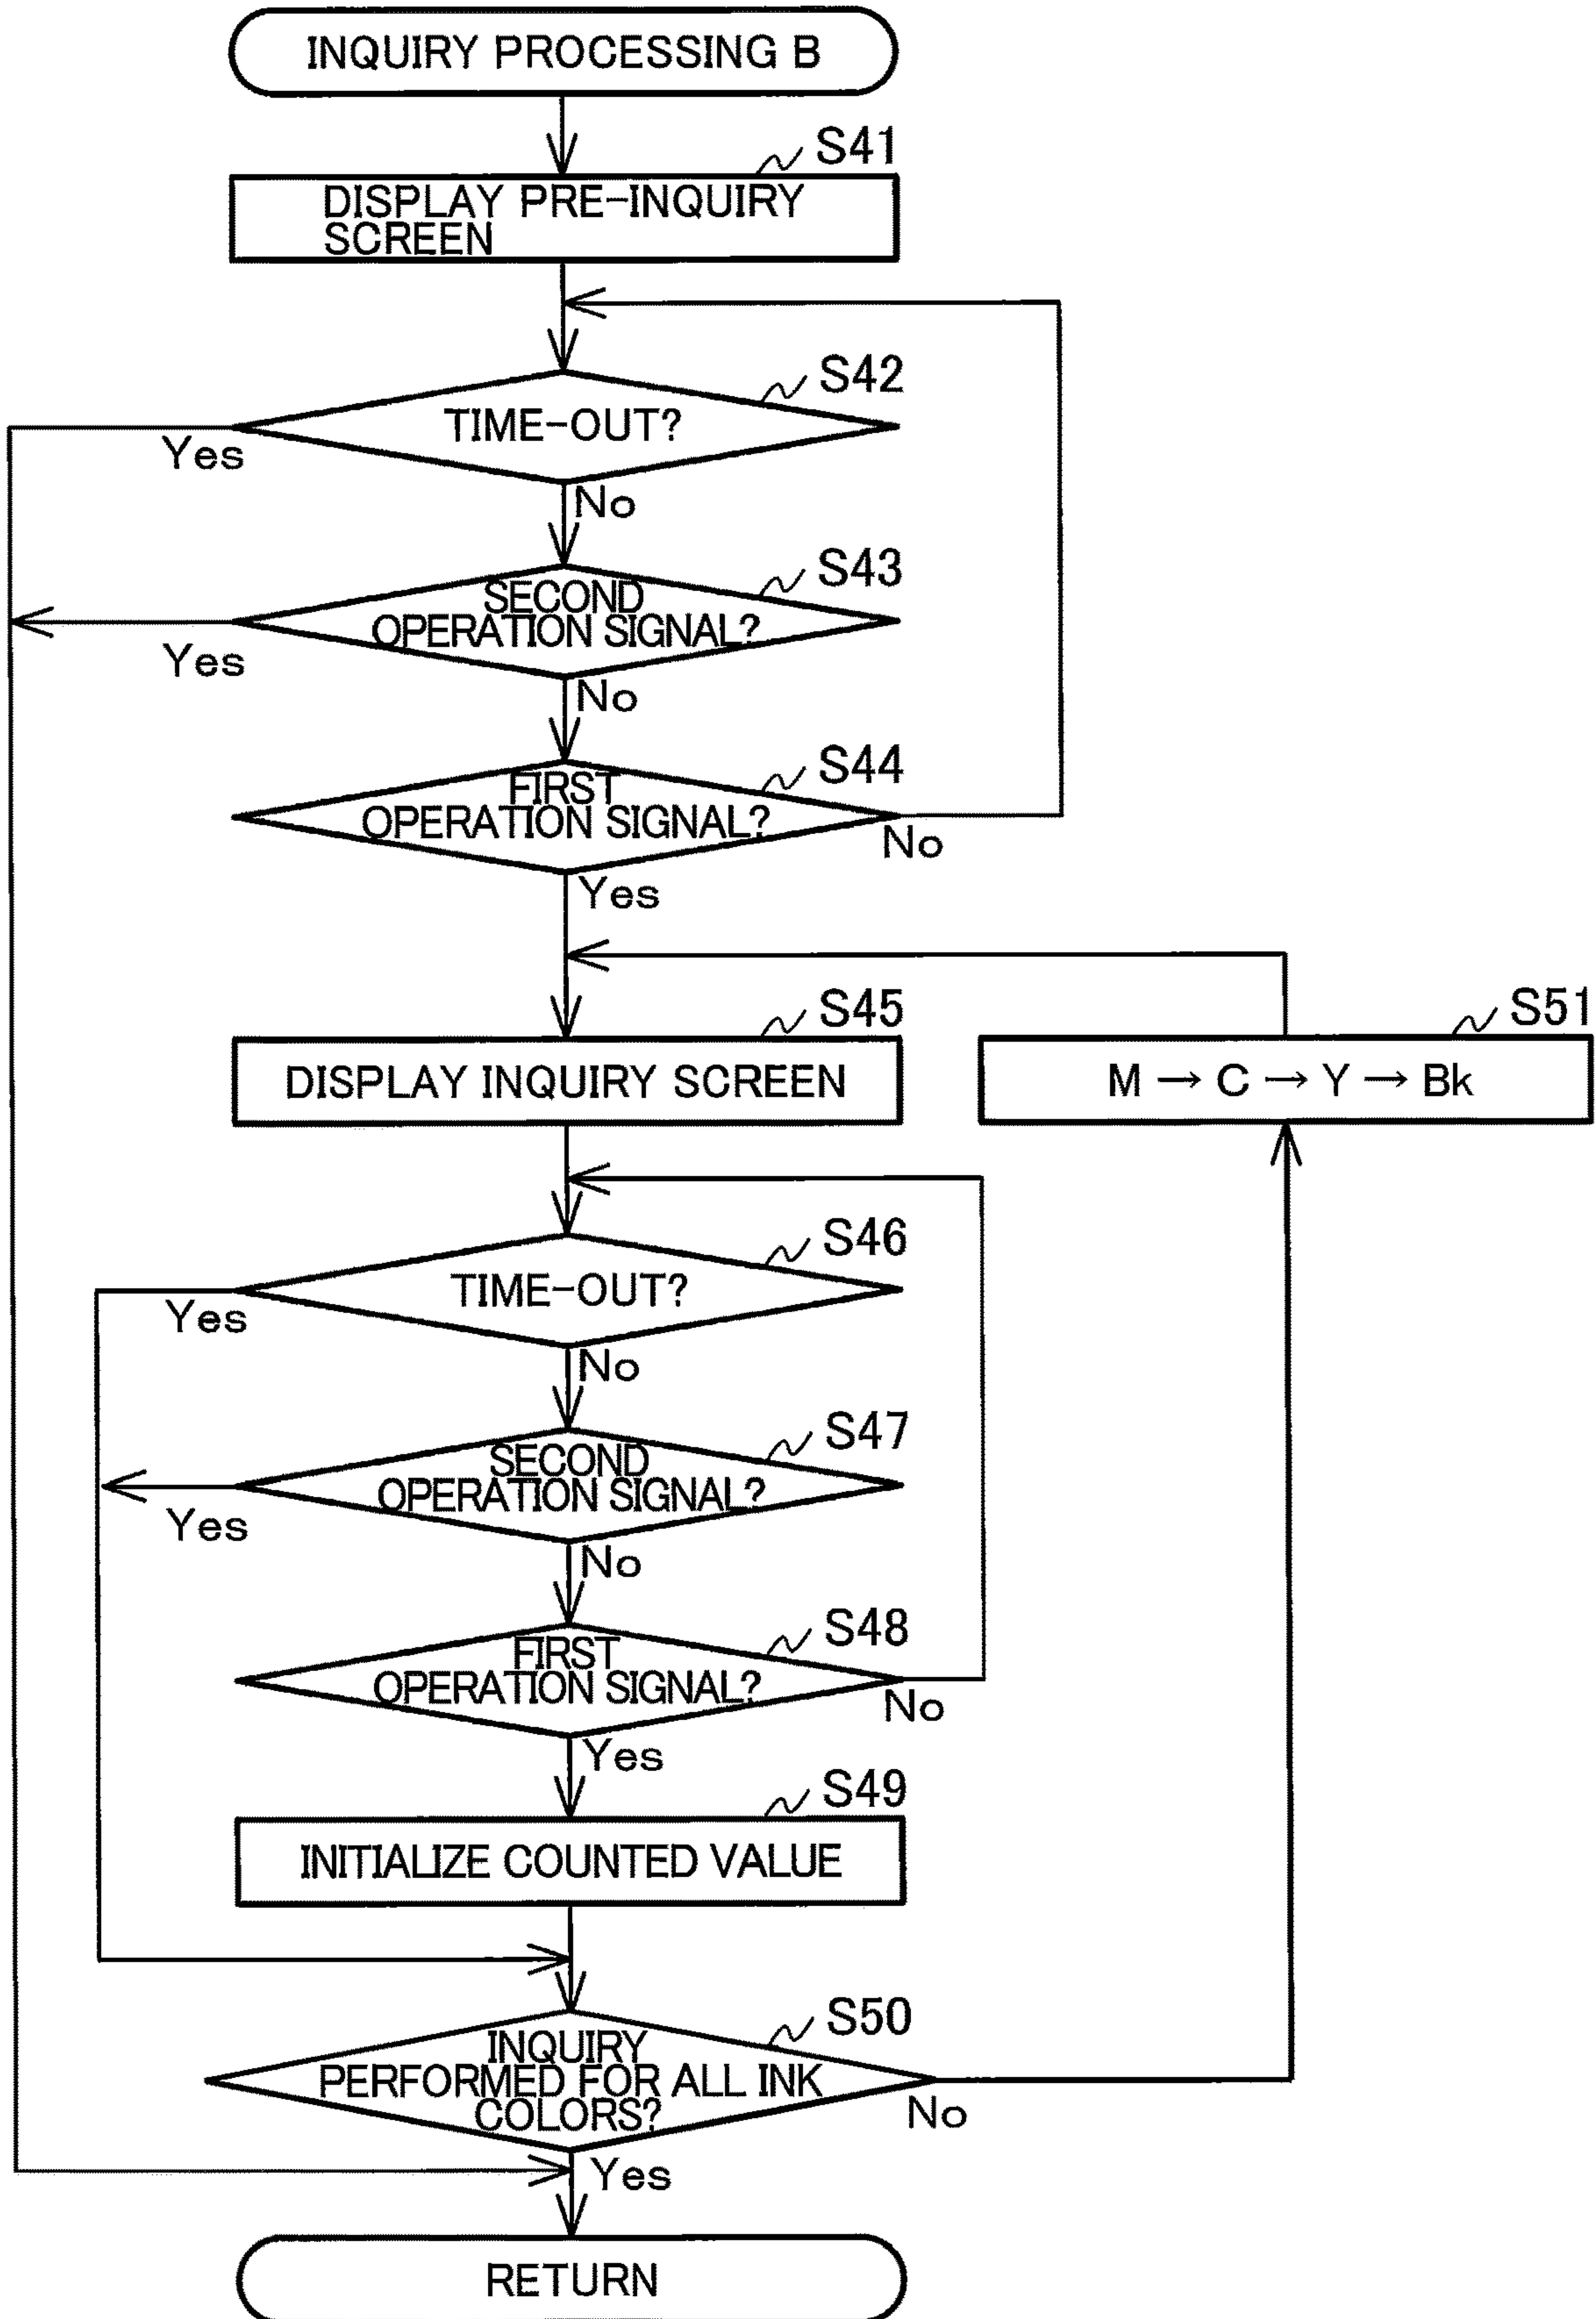 INQUIRY PROCESSING B
S41
DISPLAY PRE-INQUIRY
SCREEN
S42
TIME-OUT?
Yes
No
S43
SECOND
OPERATION SIGNAL?
Yes
No
S44
FIRST
OPERATION SIGNAL?
No
Yes
S45
DISPLAY INQUIRY SCREEN
S51
M → C → Y → Bk
S46
TIME-OUT?
Yes
No
S47
SECOND
OPERATION SIGNAL?
Yes
No
S48
FIRST
OPERATION SIGNAL?
No
Yes
S49
INITIALIZE COUNTED VALUE
S50
INQUIRY
PERFORMED FOR ALL INK
COLORS?
No
Yes
RETURN